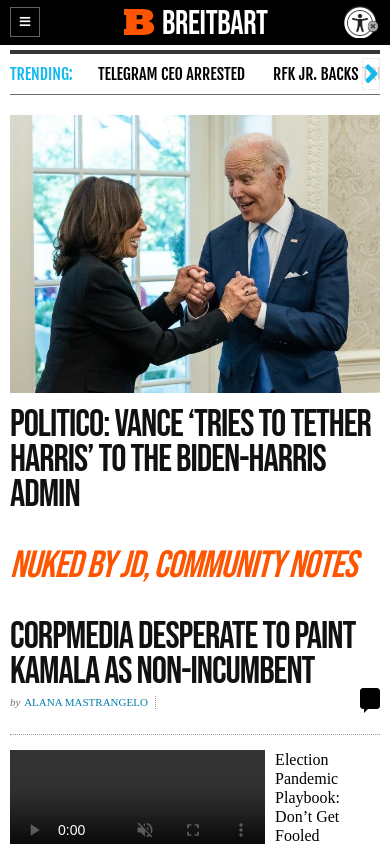 BREITBART
TRENDING:
TELEGRAM CEO ARRESTED
RFK JR. BACKS
POLITICO: VANCE ‘TRIES TO TETHER
HARRIS’ TO THE BIDEN-HARRIS
ADMIN
NUKED BY JD, COMMUNITY NOTES
CORPMEDIA DESPERATE TO PAINT
KAMALA AS NON-INCUMBENT
by ALANA MASTRANGELO
0:00
Election
Pandemic
Playbook:
Don’t Get
Fooled